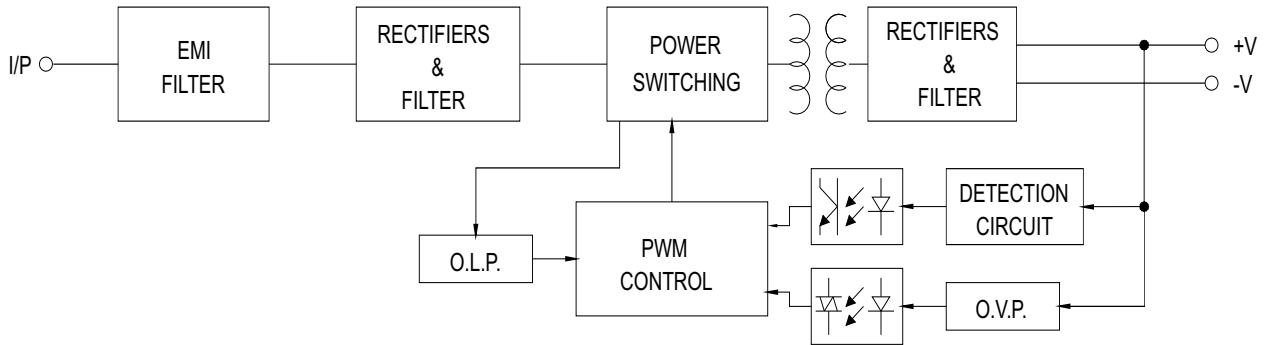 I/P
EMI
FILTER
RECTIFIERS
&
FILTER
POWER
SWITCHING
RECTIFIERS
&
FILTER
+V
-V
DETECTION
CIRCUIT
O.L.P.
PWM
CONTROL
O.V.P.